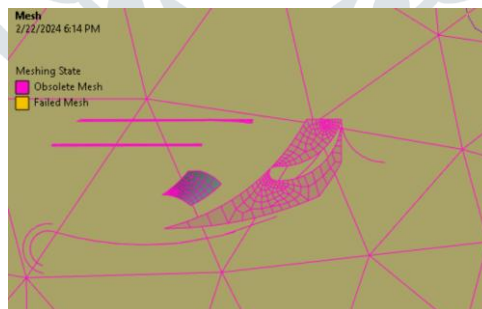 Mesh
2/22/2024 6:14 PM
Meshing State
Obsolete Mesh
Failed Mesh